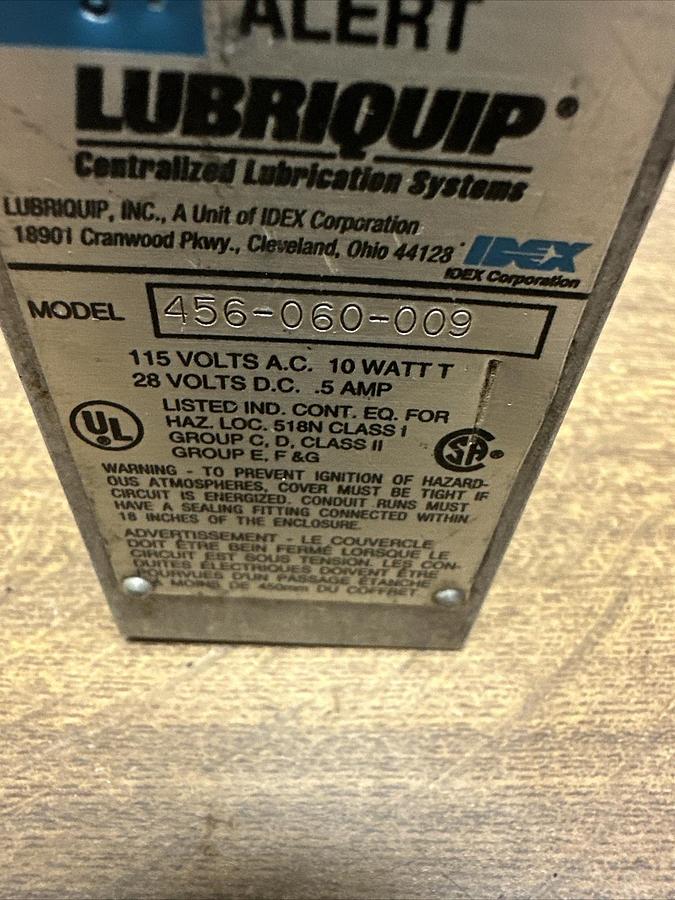 ALERT
LUBRIQUIP®
Centralized Lubrication Systems
LUBRIQUIP, INC., A Unit of IDEX Corporation
18901 Cranwood Pkwy., Cleveland, Ohio 44128
IDEX
IDEX Corporation
MODEL 456-060-009
115 VOLTS A.C. 10 WATT T
28 VOLTS D.C. .5 AMP
UL
LISTED IND. CONT. EQ. FOR
HAZ. LOC. 518N CLASS I
GROUP C, D, CLASS II
GROUP E, F & G
SA®
WARNING - TO PREVENT IGNITION OF HAZARD-
OUS ATMOSPHERES, COVER MUST BE TIGHT IF
CIRCUIT IS ENERGIZED. CONDUIT RUNS MUST
HAVE A SEALING FITTING CONNECTED WITHIN
18 INCHES OF THE ENCLOSURE.
ADVERTISSEMENT - LE COUVERCLE
DOIT ÊTRE BEIN FERMÉ LORSQUE LE
CIRCUIT EST SOUS TENSION. LES CON-
DUITES ÉLECTRIQUES DOIVENT ÊTRE
POURVUES D'UN PASSAGE ÉTANCHE
A MOINS DE 450mm DU COFFRET